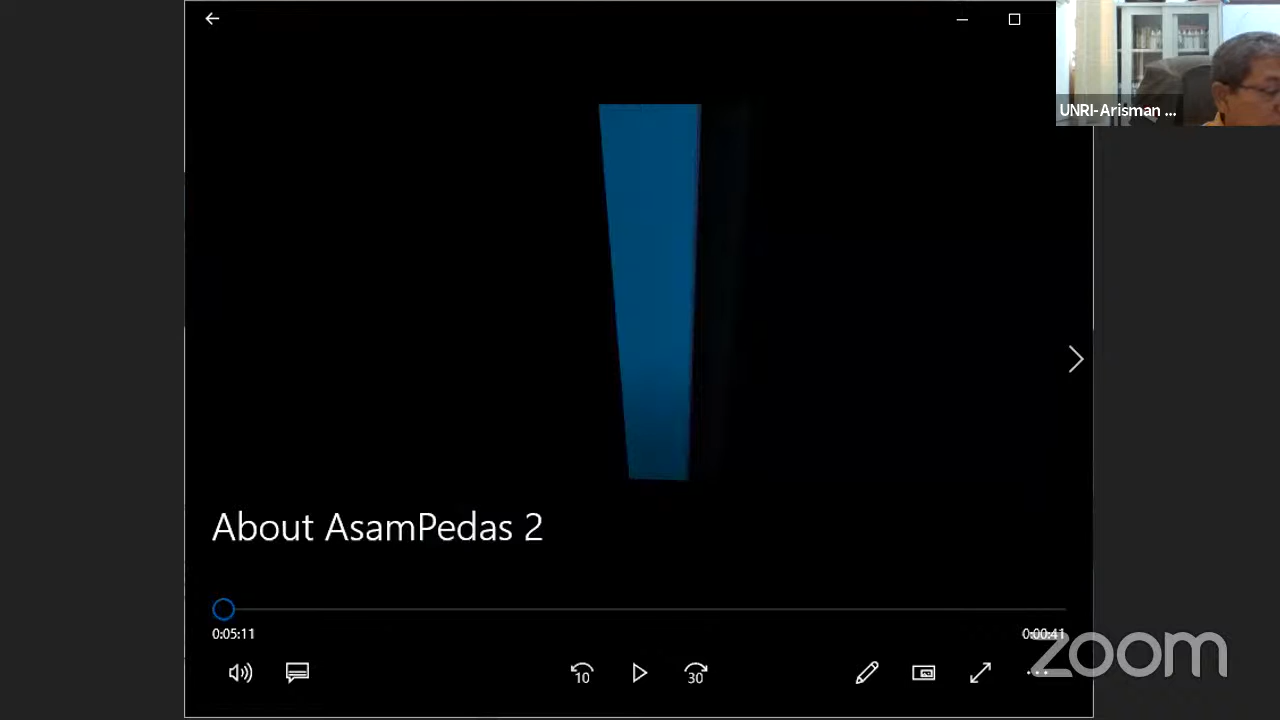 UNRI-Arisman ...
About AsamPedas 2
0:05:11
0:00:41
10
30
zoom